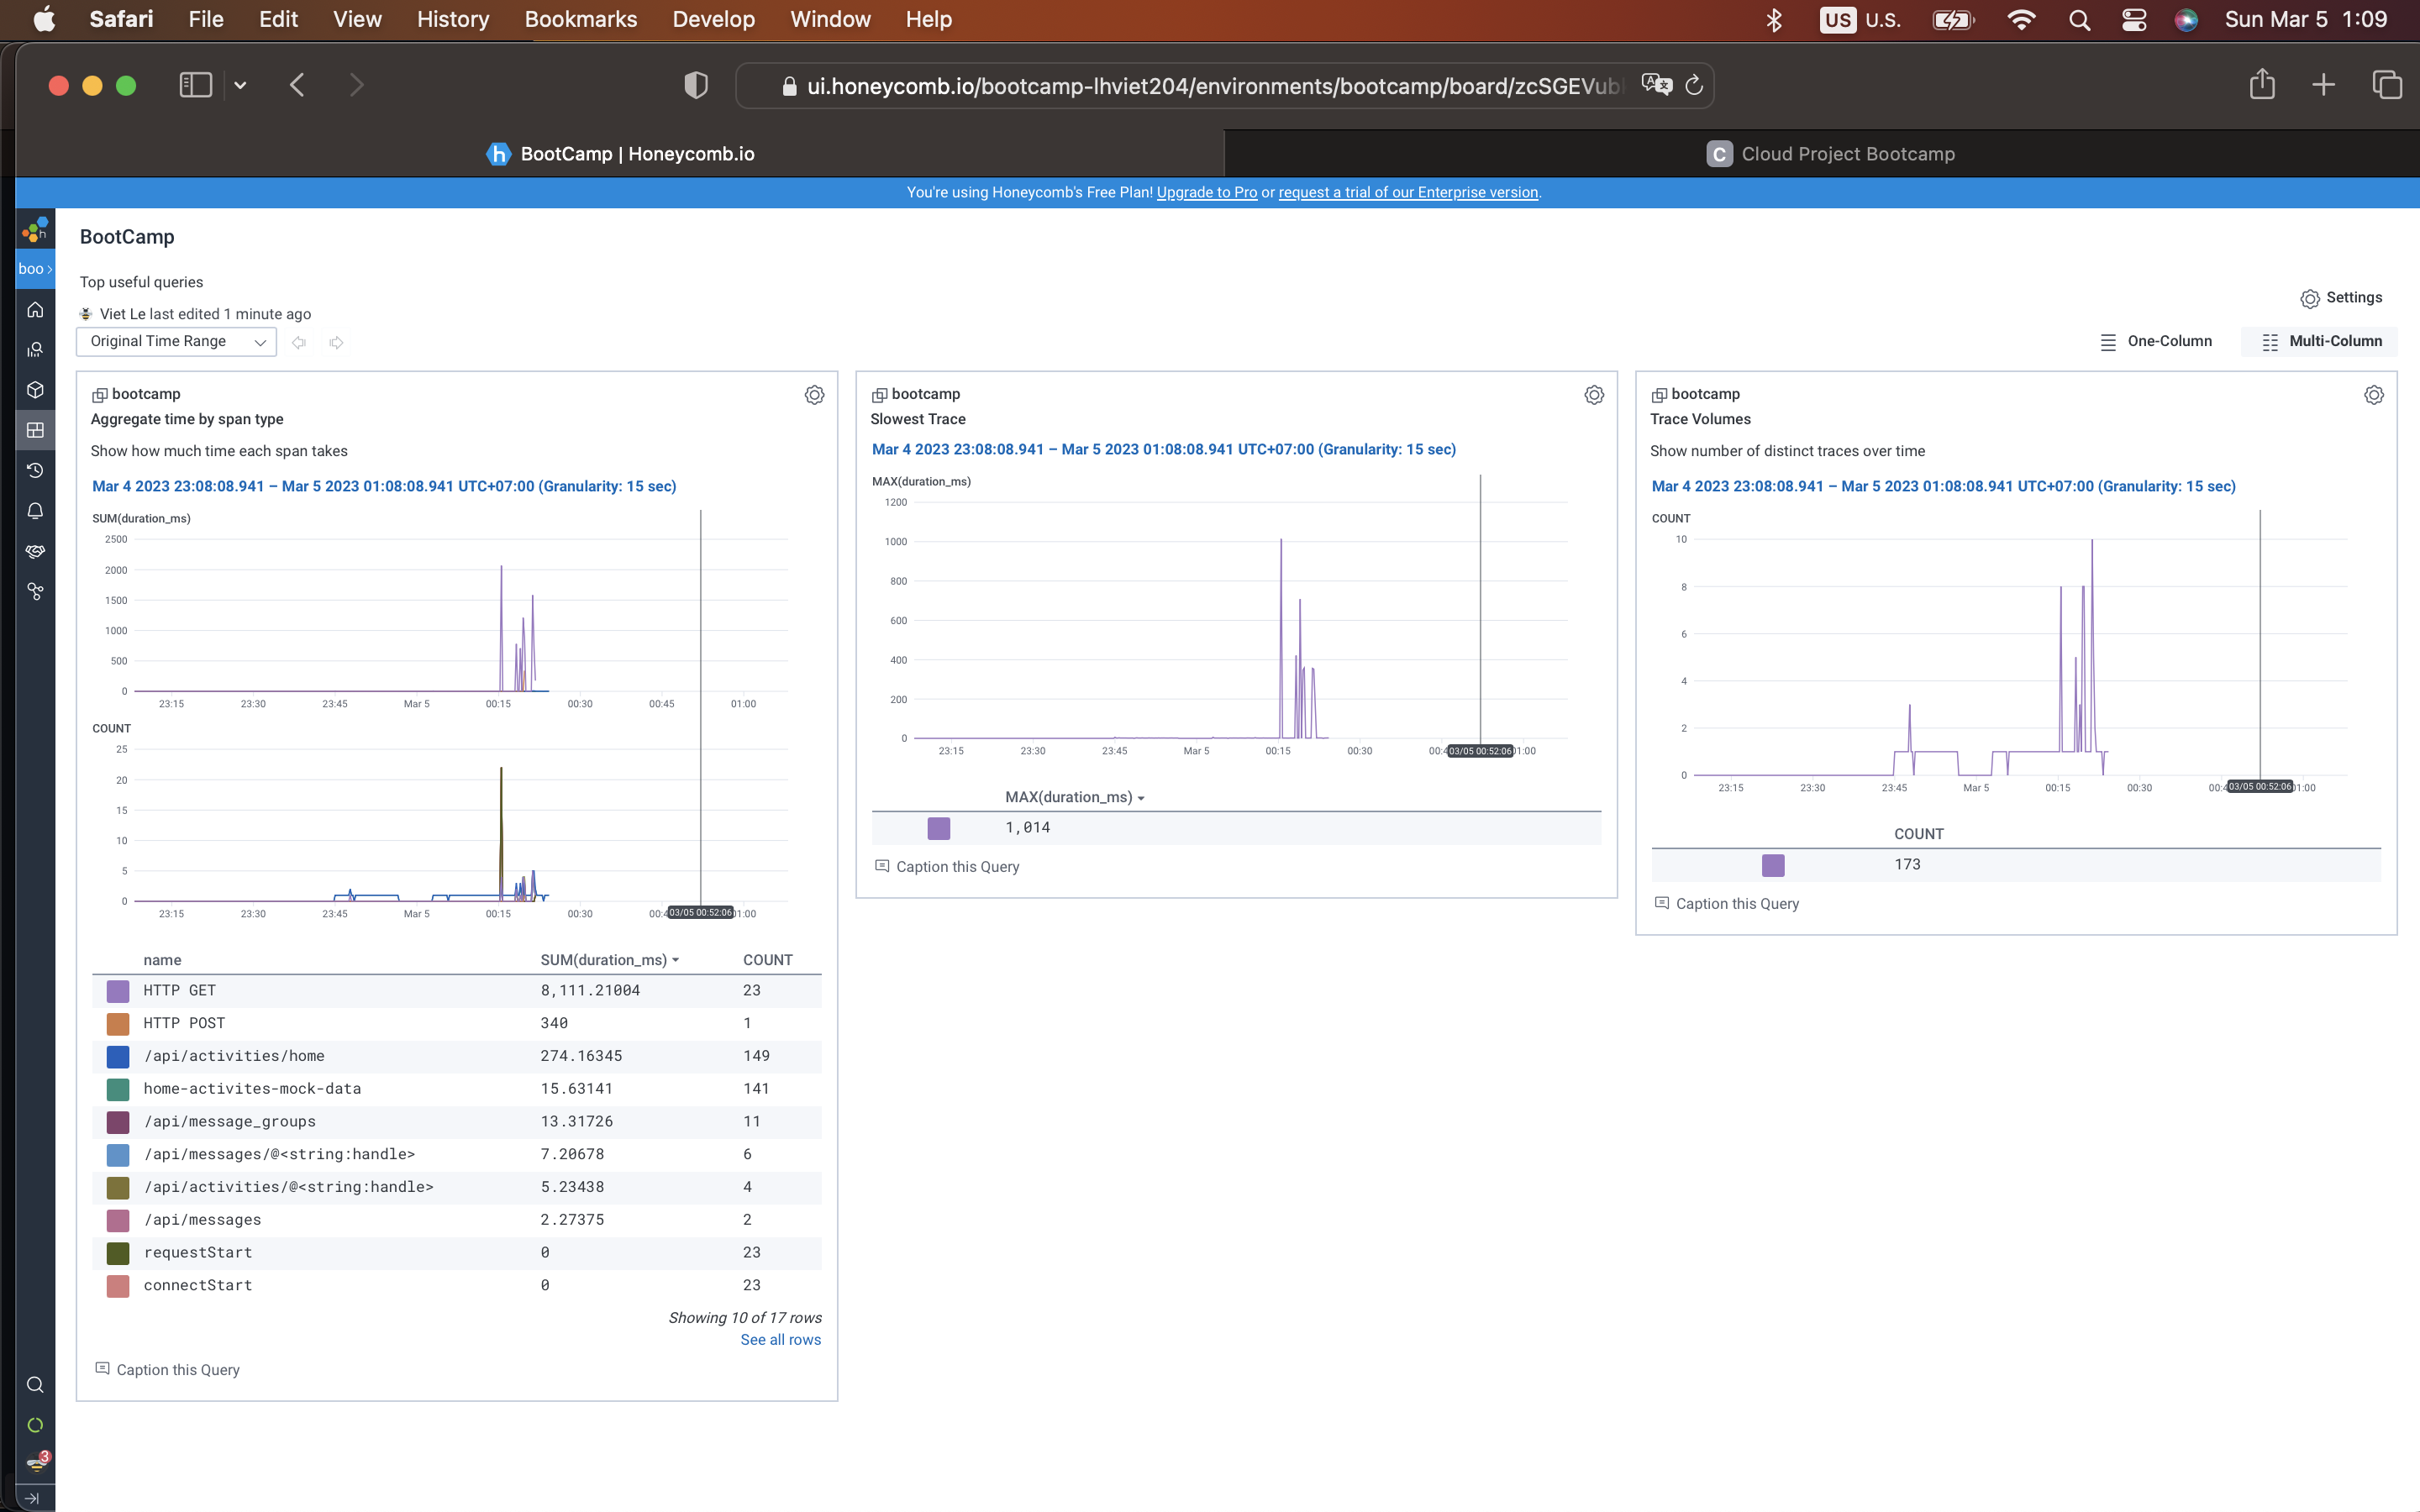 Safari File Edit View History Bookmarks Develop Window Help US U.S. Sun Mar 5 1:09
ui.honeycomb.io/bootcamp-lhviet204/environments/bootcamp/board/zcSGEVub
BootCamp | Honeycomb.io
C Cloud Project Bootcamp
You're using Honeycomb's Free Plan! Upgrade to Pro or request a trial of our Enterprise version.
h
boo >
3
BootCamp
Top useful queries
Viet Le last edited 1 minute ago
Settings
Original Time Range
One-Column Multi-Column
bootcamp
Aggregate time by span type
Show how much time each span takes
Mar 4 2023 23:08:08.941 – Mar 5 2023 01:08:08.941 UTC+07:00 (Granularity: 15 sec)
SUM(duration_ms)
2500
2000
1500
1000
500
0
23:15 23:30 23:45 Mar 5 00:15 00:30 00:45 01:00
COUNT
25
20
15
10
5
0
23:15 23:30 23:45 Mar 5 00:15 00:30 00:4 03/05 00:52:06 01:00
name SUM(duration_ms) COUNT
HTTP GET 8,111.21004 23
HTTP POST 340 1
/api/activities/home 274.16345 149
home-activites-mock-data 15.63141 141
/api/message_groups 13.31726 11
/api/messages/@<string:handle> 7.20678 6
/api/activities/@<string:handle> 5.23438 4
/api/messages 2.27375 2
requestStart 0 23
connectStart 0 23
Showing 10 of 17 rows
See all rows
Caption this Query
bootcamp
Slowest Trace
Mar 4 2023 23:08:08.941 – Mar 5 2023 01:08:08.941 UTC+07:00 (Granularity: 15 sec)
MAX(duration_ms)
1200
1000
800
600
400
200
0
23:15 23:30 23:45 Mar 5 00:15 00:30 00:4 03/05 00:52:06 01:00
MAX(duration_ms)
1,014
Caption this Query
bootcamp
Trace Volumes
Show number of distinct traces over time
Mar 4 2023 23:08:08.941 – Mar 5 2023 01:08:08.941 UTC+07:00 (Granularity: 15 sec)
COUNT
10
8
6
4
2
0
23:15 23:30 23:45 Mar 5 00:15 00:30 00:4 03/05 00:52:06 01:00
COUNT
173
Caption this Query